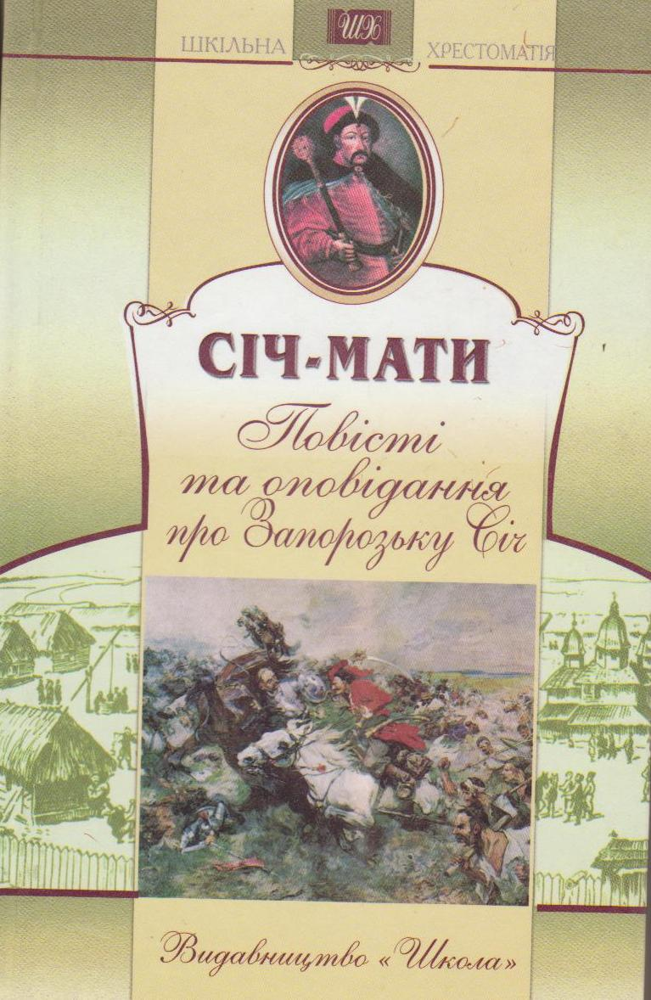 ШКІЛЬНА ШХ ХРЕСТОМАТІЯ
СІЧ-МАТИ
Повісті
та оповідання
про Запорозьку Січ
Видавництво «Школа»